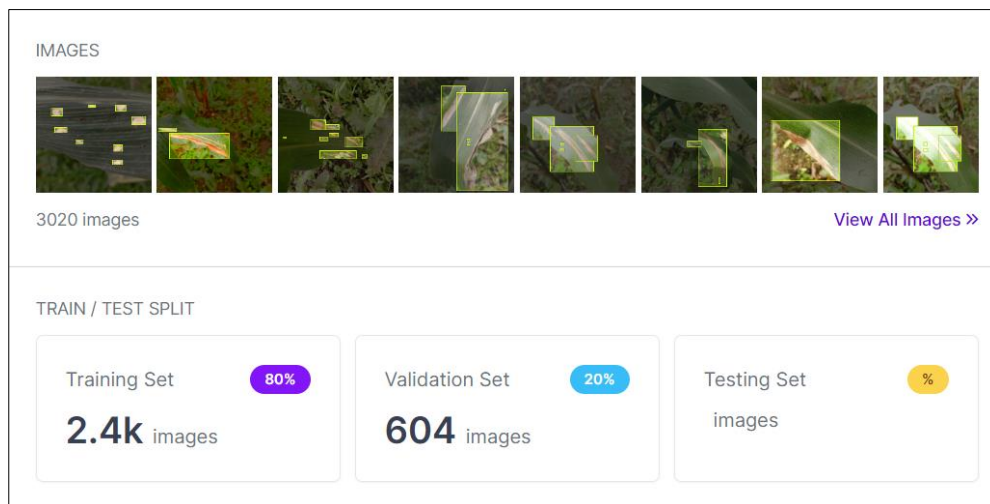 IMAGES
3020 images
View All Images »
TRAIN / TEST SPLIT
Training Set
80%
2.4k images
Validation Set
20%
604 images
Testing Set
%
images